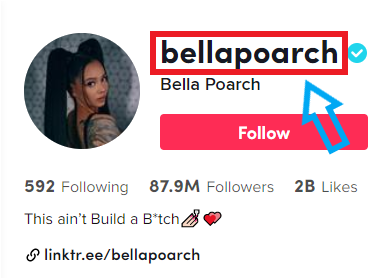 bellapoarch
Bella Poarch
Follow
592 Following 87.9M Followers 2B Likes
This ain't Build a B*tch💅💕
linktr.ee/bellapoarch